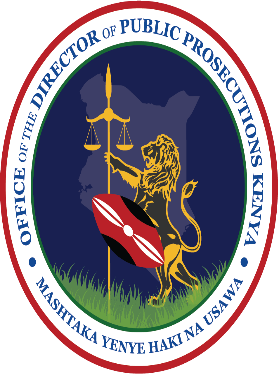 OFFICE OF THE DIRECTOR OF PUBLIC PROSECUTIONS KENYA
MASHTAKA YENYE HAKI NA USAWA